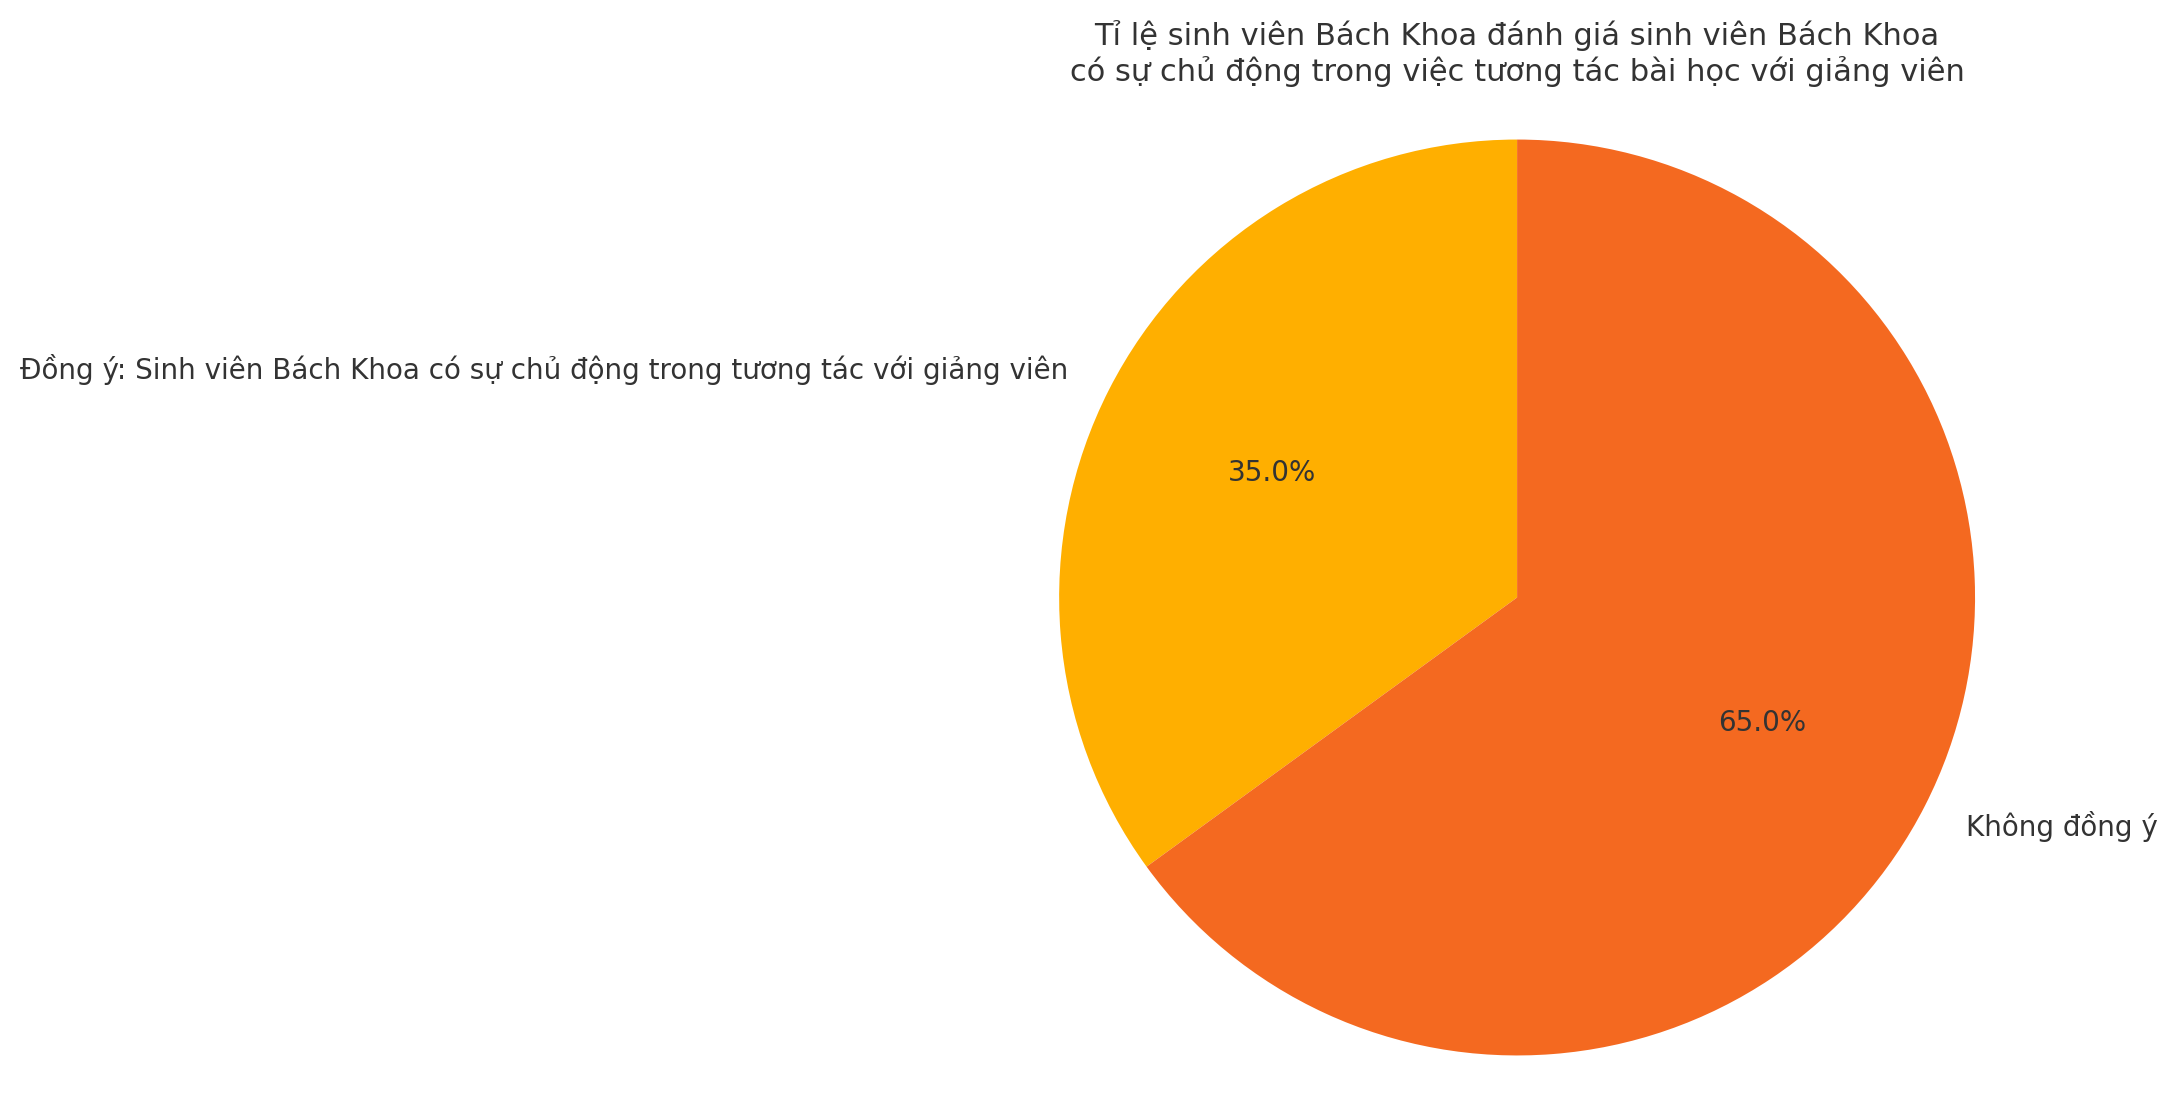 Tỉ lệ sinh viên Bách Khoa đánh giá sinh viên Bách Khoa
có sự chủ động trong việc tương tác bài học với giảng viên
Đồng ý: Sinh viên Bách Khoa có sự chủ động trong tương tác với giảng viên
35.0%
65.0%
Không đồng ý